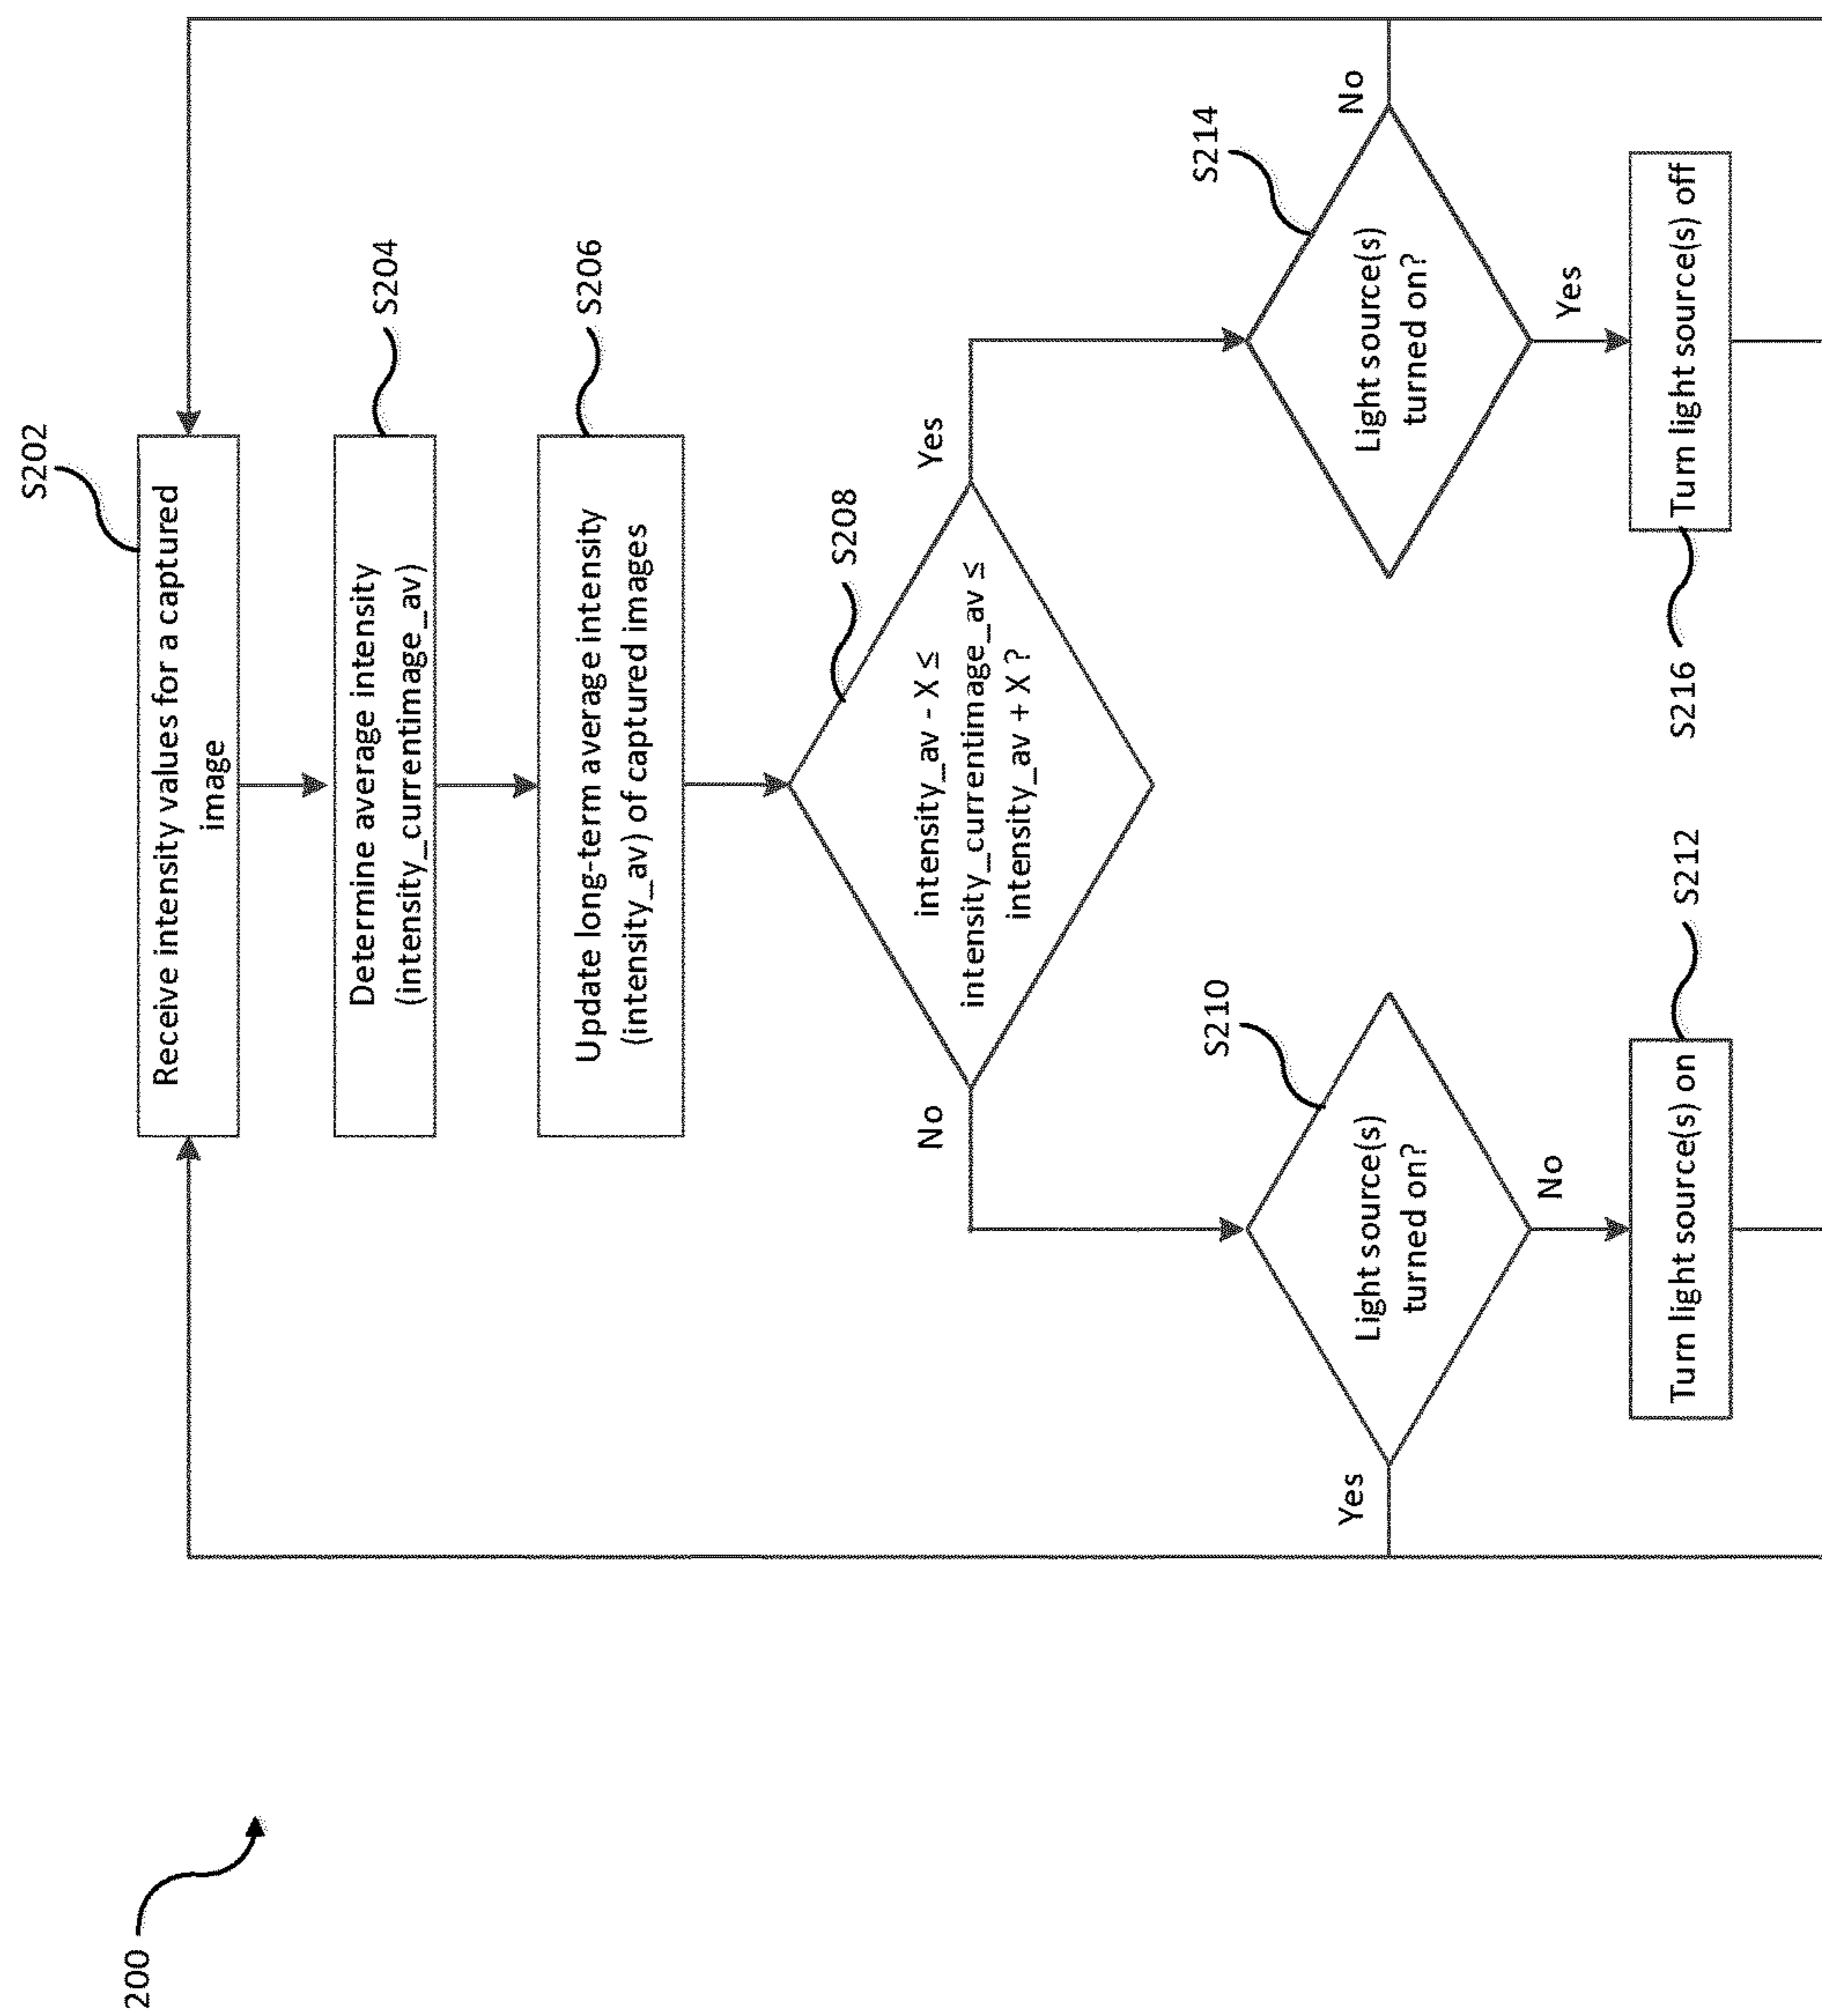 200
S202
Receive intensity values for a captured
image
S204
Determine average intensity
(intensity_currentimage_av)
S206
Update long-term average intensity
(intensity_av) of captured images
S208
intensity_av - X ≤
intensity_currentimage_av ≤
intensity_av + X ?
No
Yes
S210
Light source(s)
turned on?
Yes
No
S212
Turn light source(s) on
S214
Light source(s)
turned on?
No
Yes
S216
Turn light source(s) off